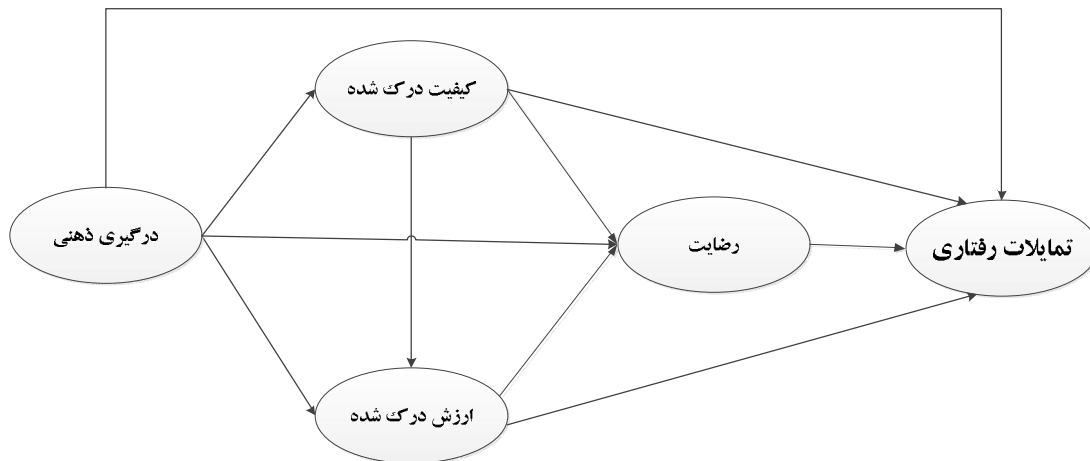 کیفیت درک شده
درگیری ذهنی
رضایت
تمایلات رفتاری
ارزش درک شده